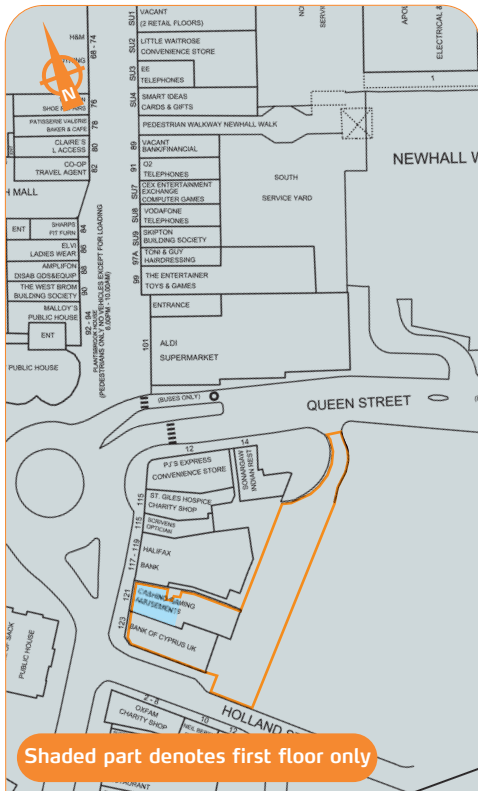 H&M
68 - 74
76
SHOE REPAIRS
PATISSERIE VALERIE
BAKER & CAFE
78
CLAIRE'S
L ACCESS
80
CO-OP
TRAVEL AGENT
82
H MALL
ENT
SHARPS
FIT FURN
84
ELVI
LADIES WEAR
86
AMPLIFON
DISAB GDS&EQUIP
88
THE WEST BROM
BUILDING SOCIETY
90
MALLOY'S
PUBLIC HOUSE
92 - 94
ENT
PUBLIC HOUSE
PLANTSBROOK HOUSE
(PEDESTRIANS ONLY NO VEHICLES EXCEPT FOR LOADING
6.00PM - 10.00AM)
N
SU1
VACANT
(2 RETAIL FLOORS)
SU2
LITTLE WAITROSE
CONVENIENCE STORE
SU3
EE
TELEPHONES
SU4
SMART IDEAS
CARDS & GIFTS
PEDESTRIAN WALKWAY NEWHALL WALK
89
VACANT
BANK/FINANCIAL
91
O2
TELEPHONES
SU7
CEX ENTERTAINMENT
EXCHANGE
COMPUTER GAMES
SU8
VODAFONE
TELEPHONES
SU9
SKIPTON
BUILDING SOCIETY
97A
TONI & GUY
HAIRDRESSING
99
THE ENTERTAINER
TOYS & GAMES
ENTRANCE
101
ALDI
SUPERMARKET
SOUTH
SERVICE YARD
NO
SERVIC
APOL
ELECTRICAL &
1
NEWHALL W
(BUSES ONLY)
QUEEN STREET
12
14
PJ'S EXPRESS
CONVENIENCE STORE
SONARGAW
INDIAN REST
115
ST. GILES HOSPICE
CHARITY SHOP
115
SCRIVENS
OPTICIAN
117 - 119
HALIFAX
BANK
121
CASHINO GAMING
AMUSEMENTS
123
BANK OF CYPRUS UK
OF SACK
PUBLIC HOUSE
HOLLAND S
2 - 8
OXFAM
CHARITY SHOP
10
12
Shaded part denotes first floor only